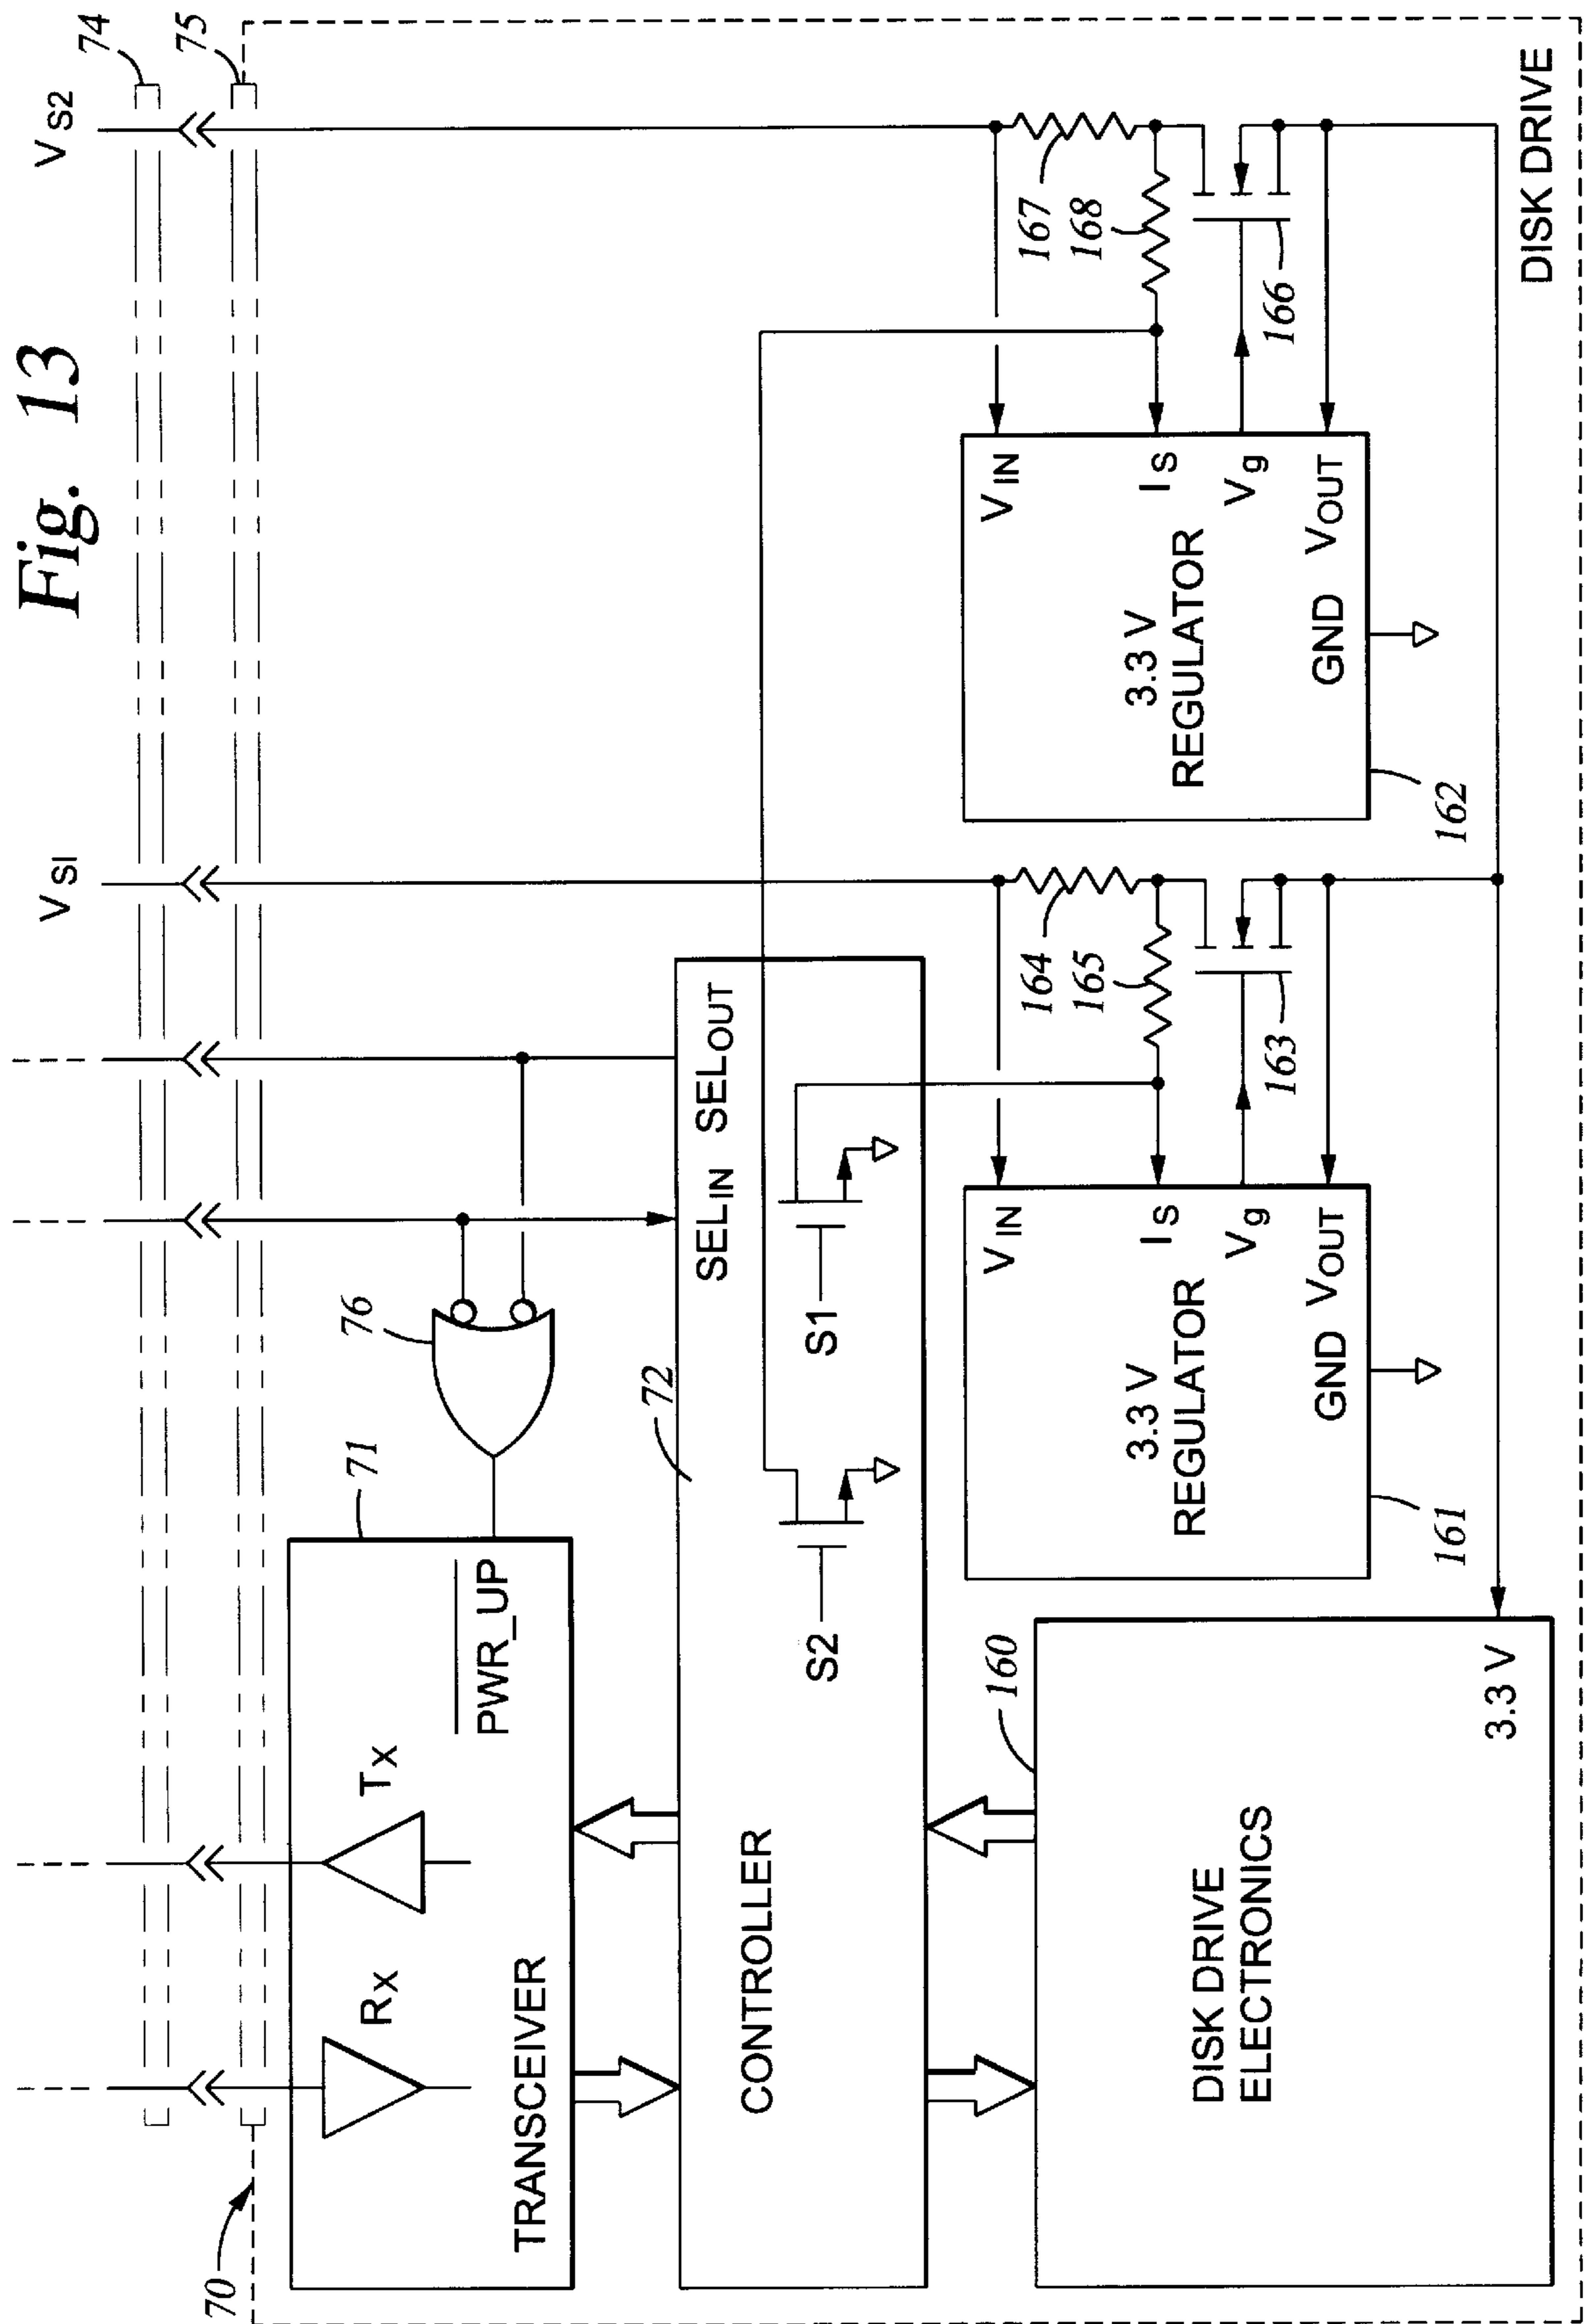 Fig. 13
74
75
VS1
VS2
70
71
76
TRANSCEIVER
RX
TX
PWR_UP
72
CONTROLLER
SELIN SELOUT
S2
S1
160
DISK DRIVE
ELECTRONICS
3.3 V
161
3.3 V
REGULATOR
VIN
IS
Vg
GND VOUT
164
165
163
162
3.3 V
REGULATOR
VIN
IS
Vg
GND VOUT
167
168
166
DISK DRIVE